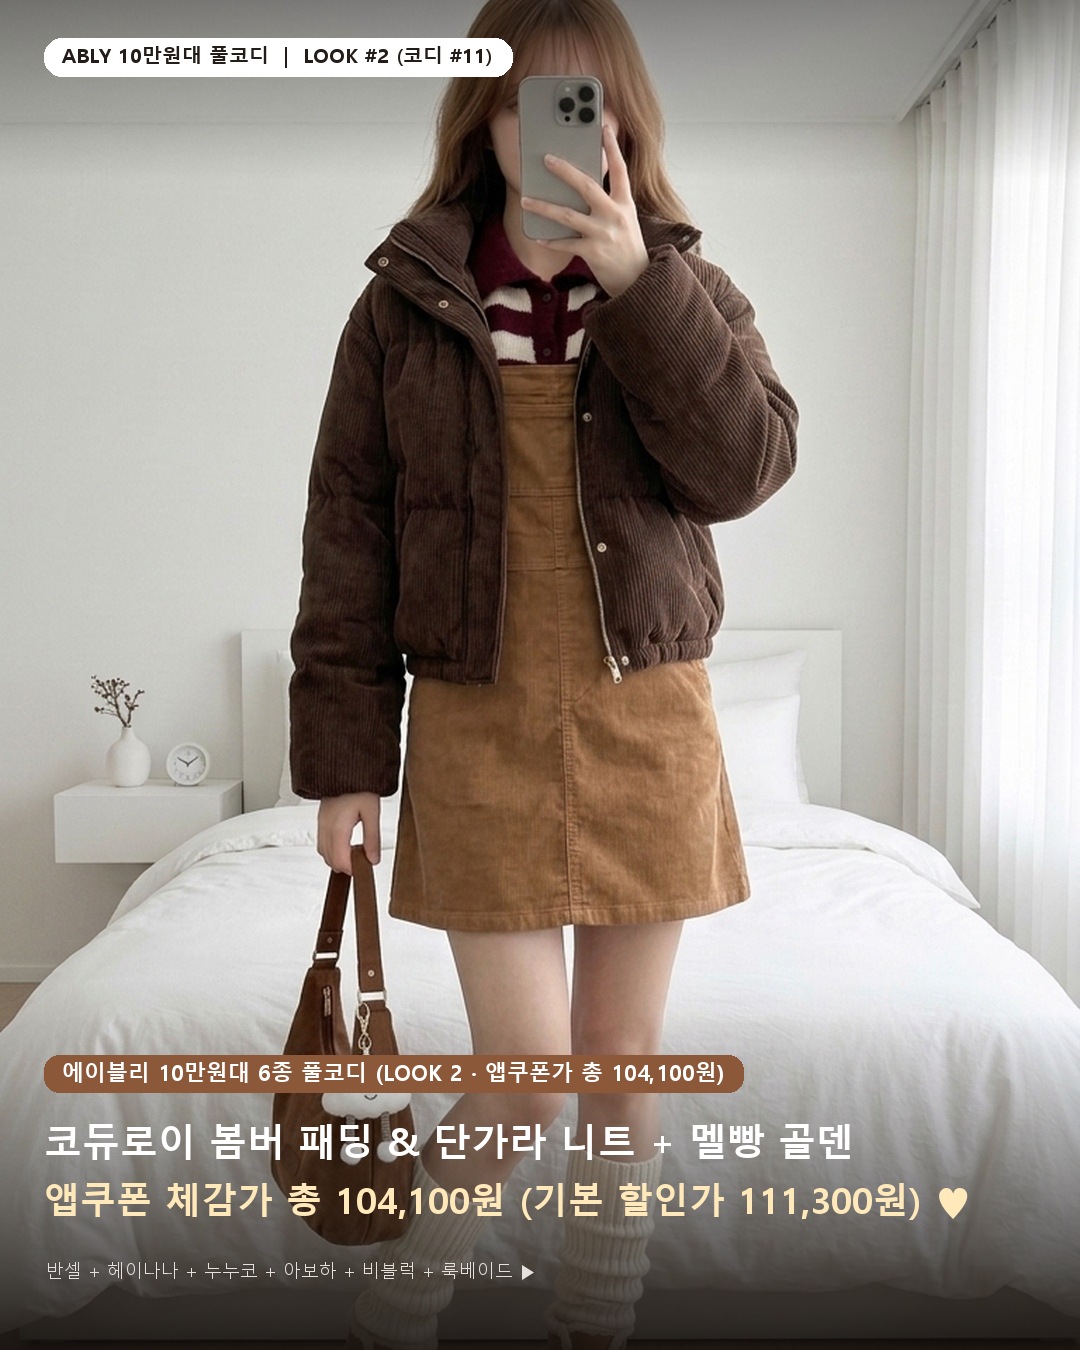 ABLY 10만원대 풀코디 | LOOK #2 (코디 #11)
에이블리 10만원대 6종 풀코디 (LOOK 2 · 앱쿠폰가 총 104,100원)
코듀로이 봄버 패딩 & 단가라 니트 + 멜빵 골덴
앱쿠폰 체감가 총 104,100원 (기본 할인가 111,300원) ♥
반셀 + 헤이나나 + 누누코 + 아보하 + 비블럭 + 룩베이드 ▶